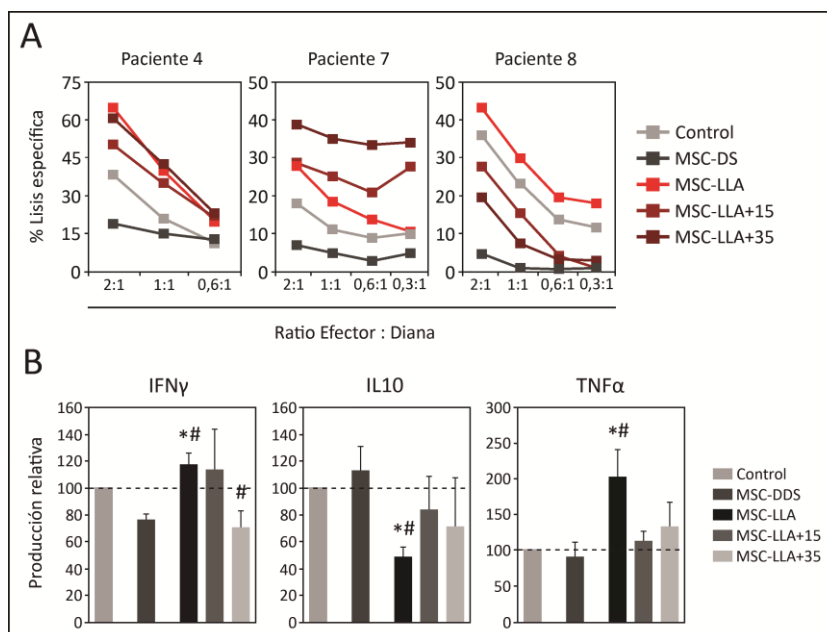 A
Paciente 4
Paciente 7
Paciente 8
% Lisis específica
75
60
45
30
15
0
2:1
1:1
0,6:1
50
40
30
20
10
0
2:1
1:1
0,6:1
0,3:1
50
40
30
20
10
0
2:1
1:1
0,6:1
0,3:1
Control
MSC-DS
MSC-LLA
MSC-LLA+15
MSC-LLA+35
Ratio Efector : Diana
B
IFNγ
IL10
TNFα
Producción relativa
160
140
120
100
80
60
40
20
0
*#
#
160
140
120
100
80
60
40
20
0
*#
300
250
200
150
100
50
0
*#
Control
MSC-DDS
MSC-LLA
MSC-LLA+15
MSC-LLA+35